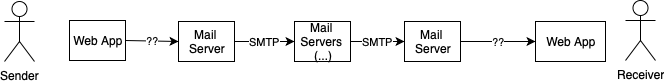 Sender
Web App
??
Mail
Server
SMTP
Mail
Servers
(...)
SMTP
Mail
Server
??
Web App
Receiver